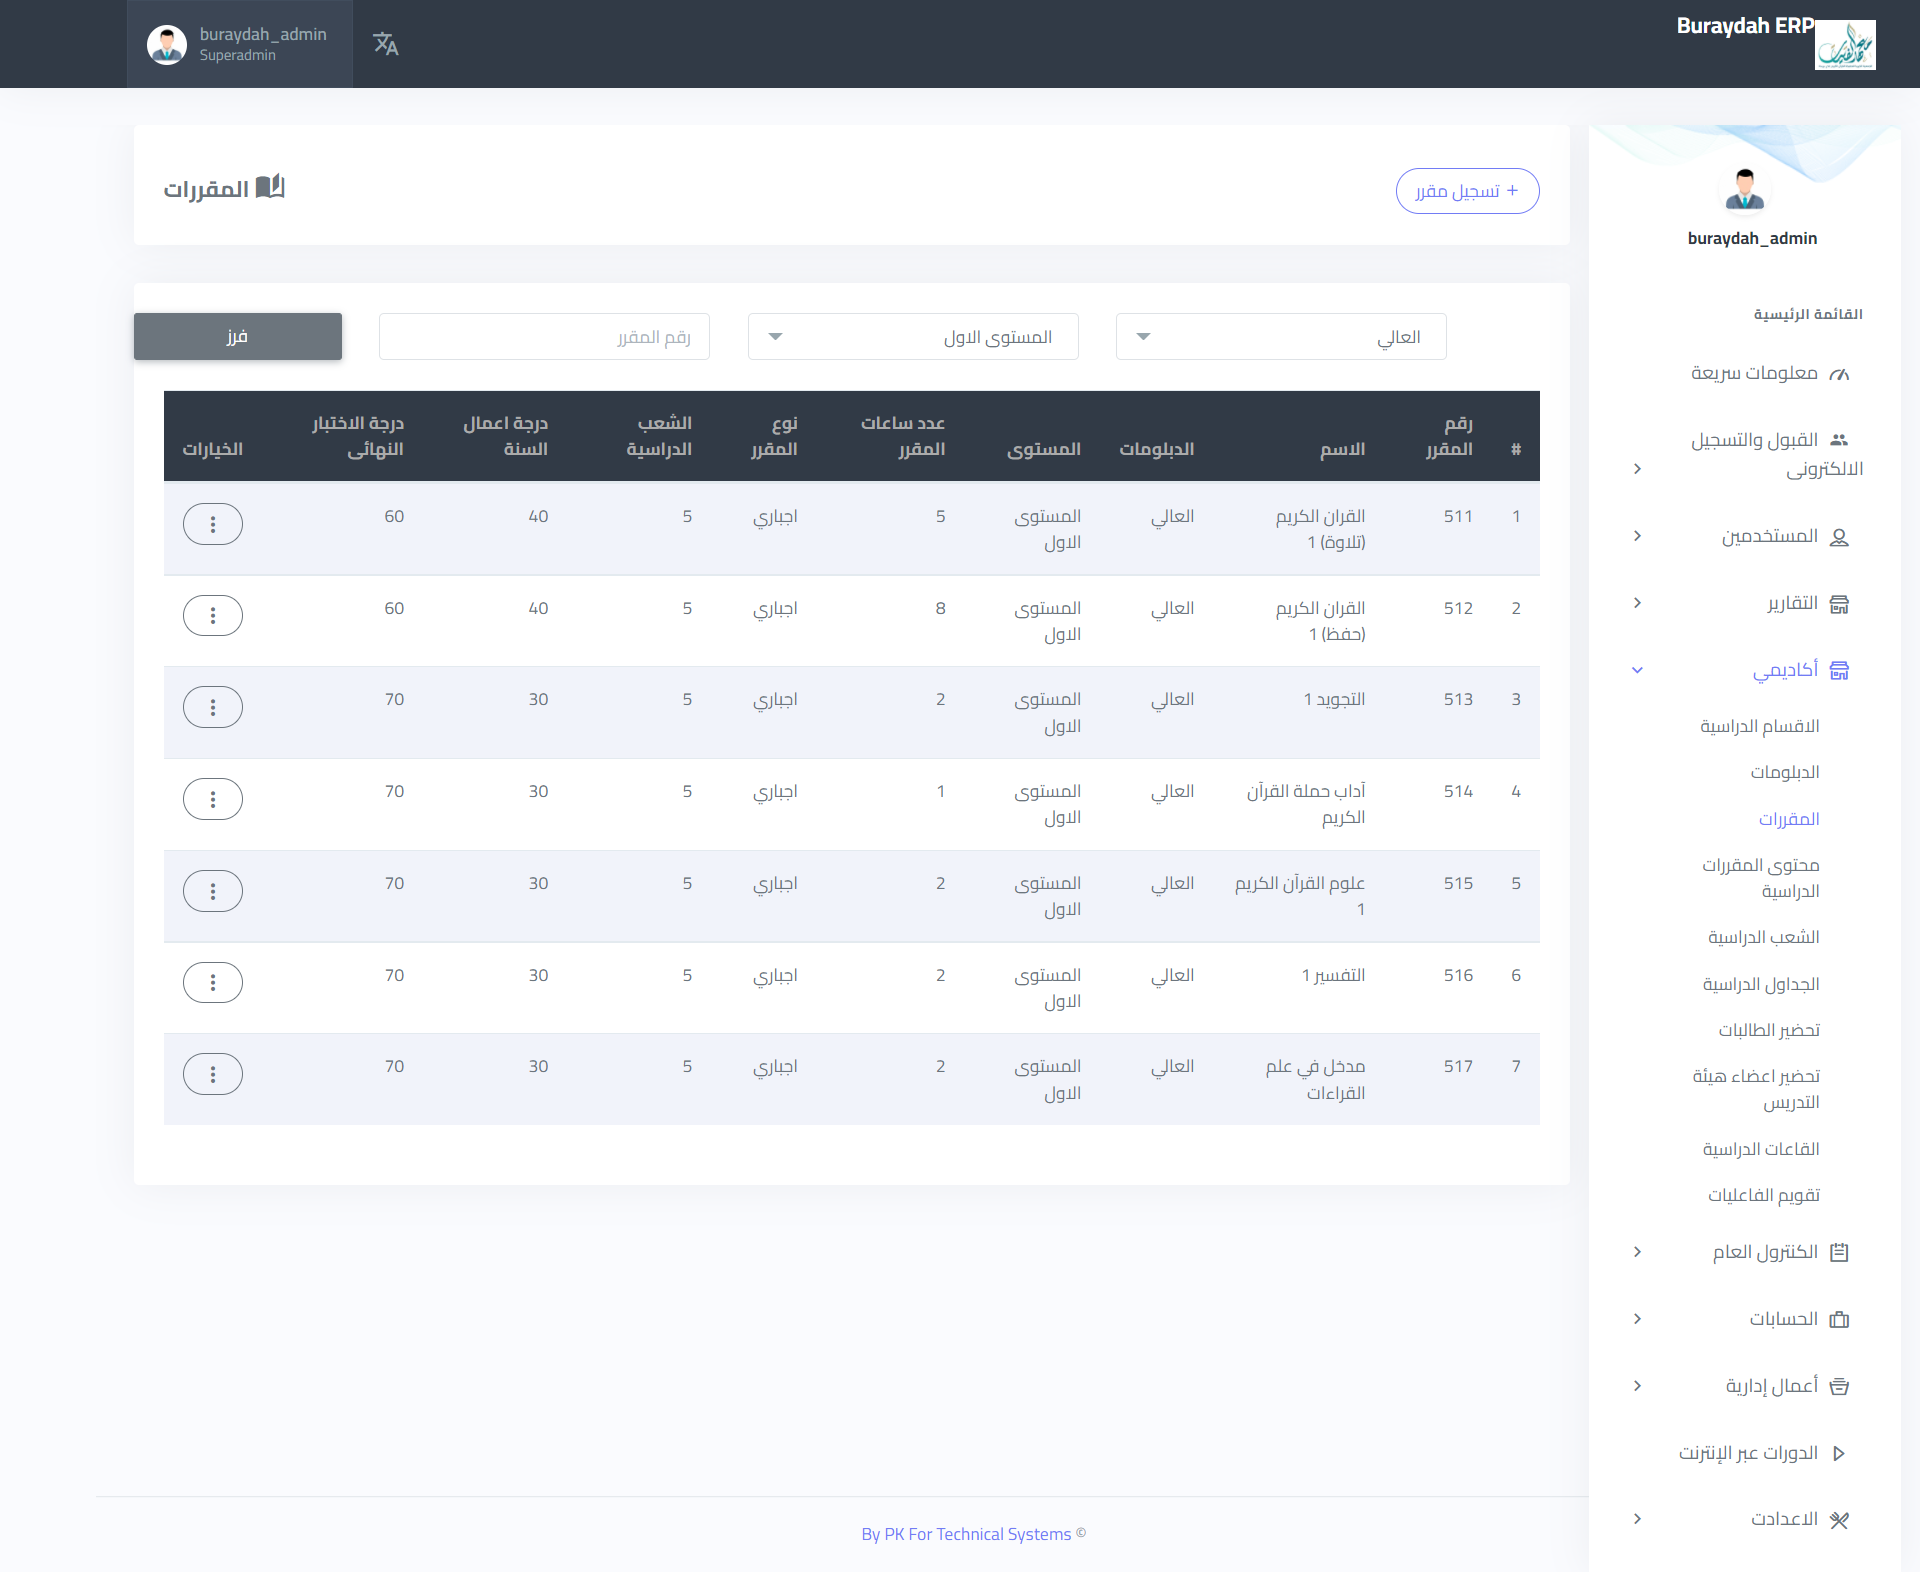 Buraydah ERP
buraydah_admin
Superadmin
المقررات
+ تسجيل مقرر
العالي
المستوى الاول
رقم المقرر
فرز
# رقم المقرر الاسم الدبلومات المستوى عدد ساعات المقرر نوع المقرر الشعب الدراسية درجة اعمال السنة درجة الاختبار النهائى الخيارات
1 511 القران الكريم (تلاوة) 1 العالي المستوى الاول 5 اجباري 5 40 60
2 512 القران الكريم (حفظ) 1 العالي المستوى الاول 8 اجباري 5 40 60
3 513 التجويد 1 العالي المستوى الاول 2 اجباري 5 30 70
4 514 آداب حملة القرآن الكريم العالي المستوى الاول 1 اجباري 5 30 70
5 515 علوم القرآن الكريم 1 العالي المستوى الاول 2 اجباري 5 30 70
6 516 التفسير 1 العالي المستوى الاول 2 اجباري 5 30 70
7 517 مدخل في علم القراءات العالي المستوى الاول 2 اجباري 5 30 70
buraydah_admin
القائمة الرئيسية
معلومات سريعة
القبول والتسجيل
الالكترونى
المستخدمين
التقارير
أكاديمي
الاقسام الدراسية
الدبلومات
المقررات
محتوى المقررات
الدراسية
الشعب الدراسية
الجداول الدراسية
تحضير الطالبات
تحضير اعضاء هيئة
التدريس
القاعات الدراسية
تقويم الفاعليات
الكنترول العام
الحسابات
أعمال إدارية
الدورات عبر الإنترنت
الاعدادت
By PK For Technical Systems ©